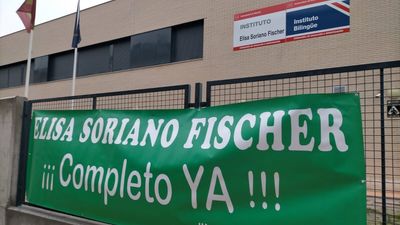 INSTITUTO
Elisa Soriano Fischer
Instituto
Bilingüe
ELISA SORIANO FISCHER
¡¡¡ Completo YA !!!